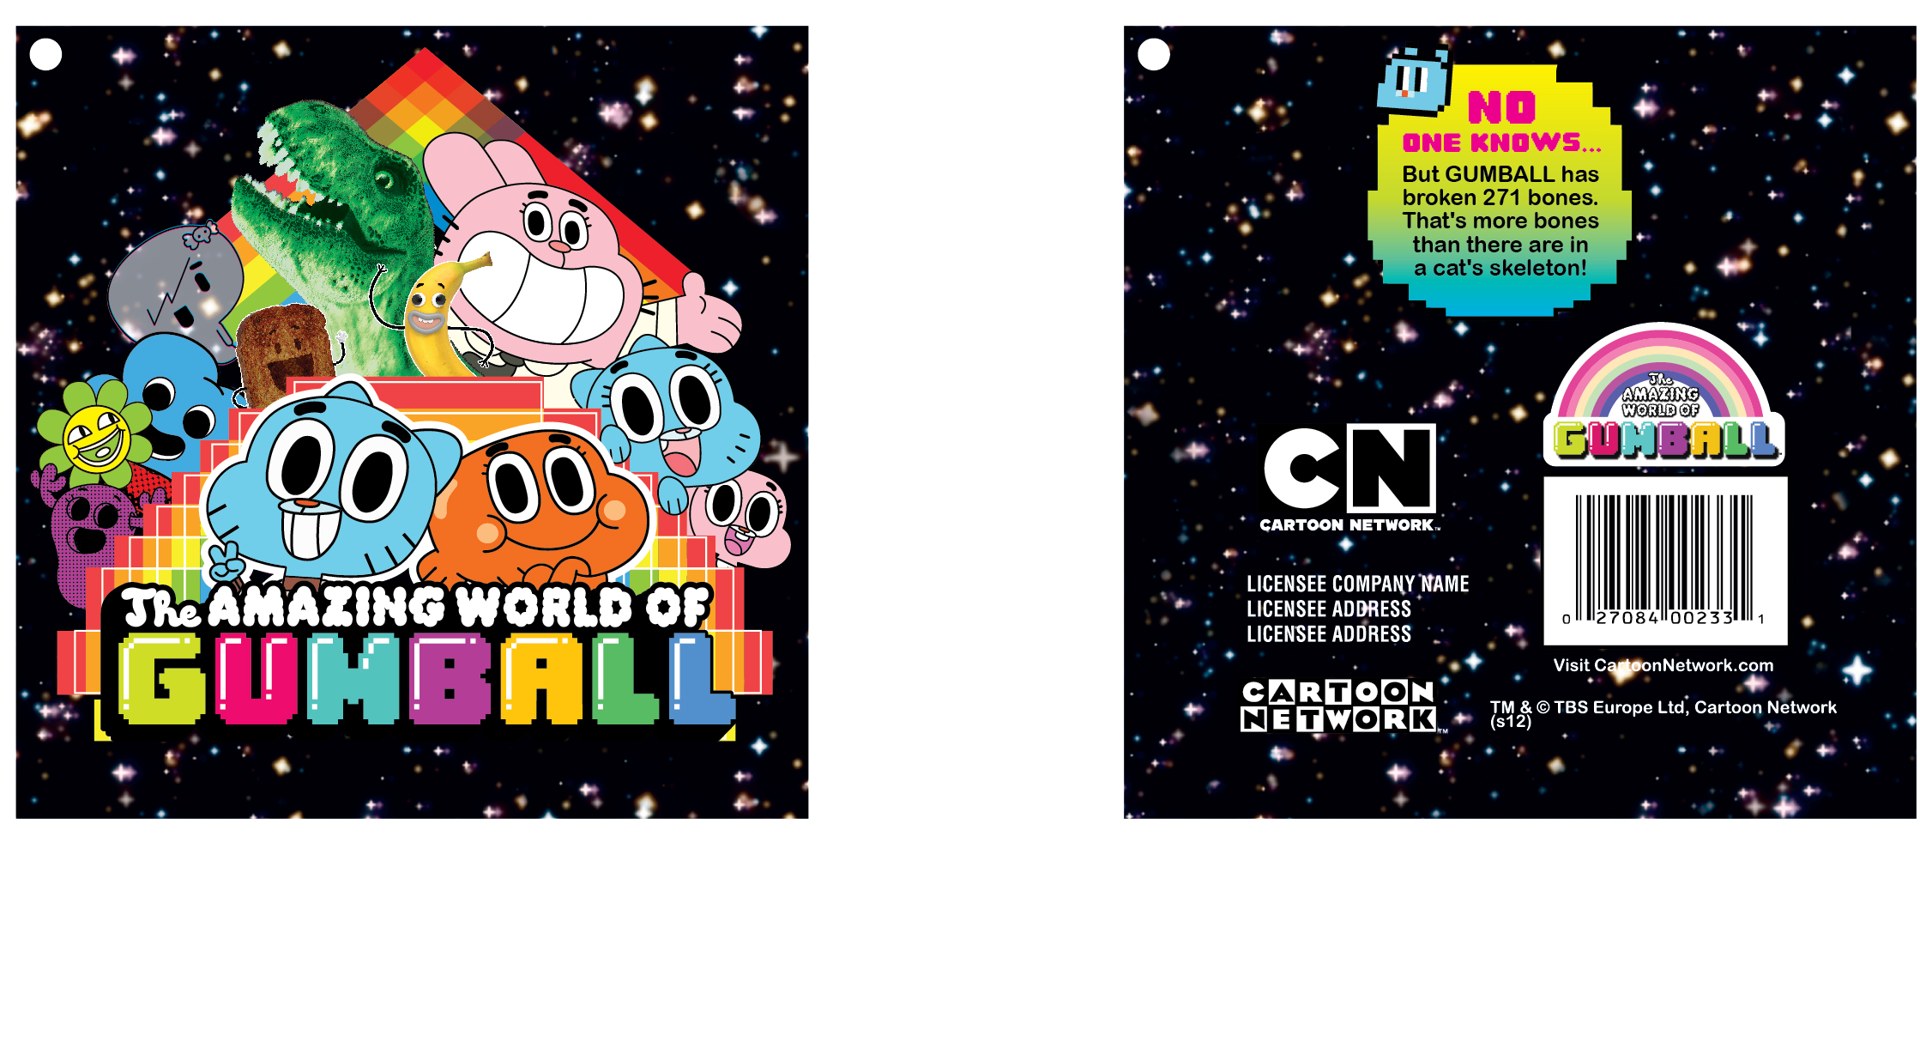 The AMAZING WORLD OF
GUMBALL
NO
ONE KNOWS...
But GUMBALL has
broken 271 bones.
That's more bones
than there are in
a cat's skeleton!
The
AMAZING
WORLD OF
GUMBALL
CN
CARTOON NETWORK™
LICENSEE COMPANY NAME
LICENSEE ADDRESS
LICENSEE ADDRESS
0 27084 00233 1
Visit CartoonNetwork.com
CARTOON
NETWORK™
TM & © TBS Europe Ltd, Cartoon Network
(s12)